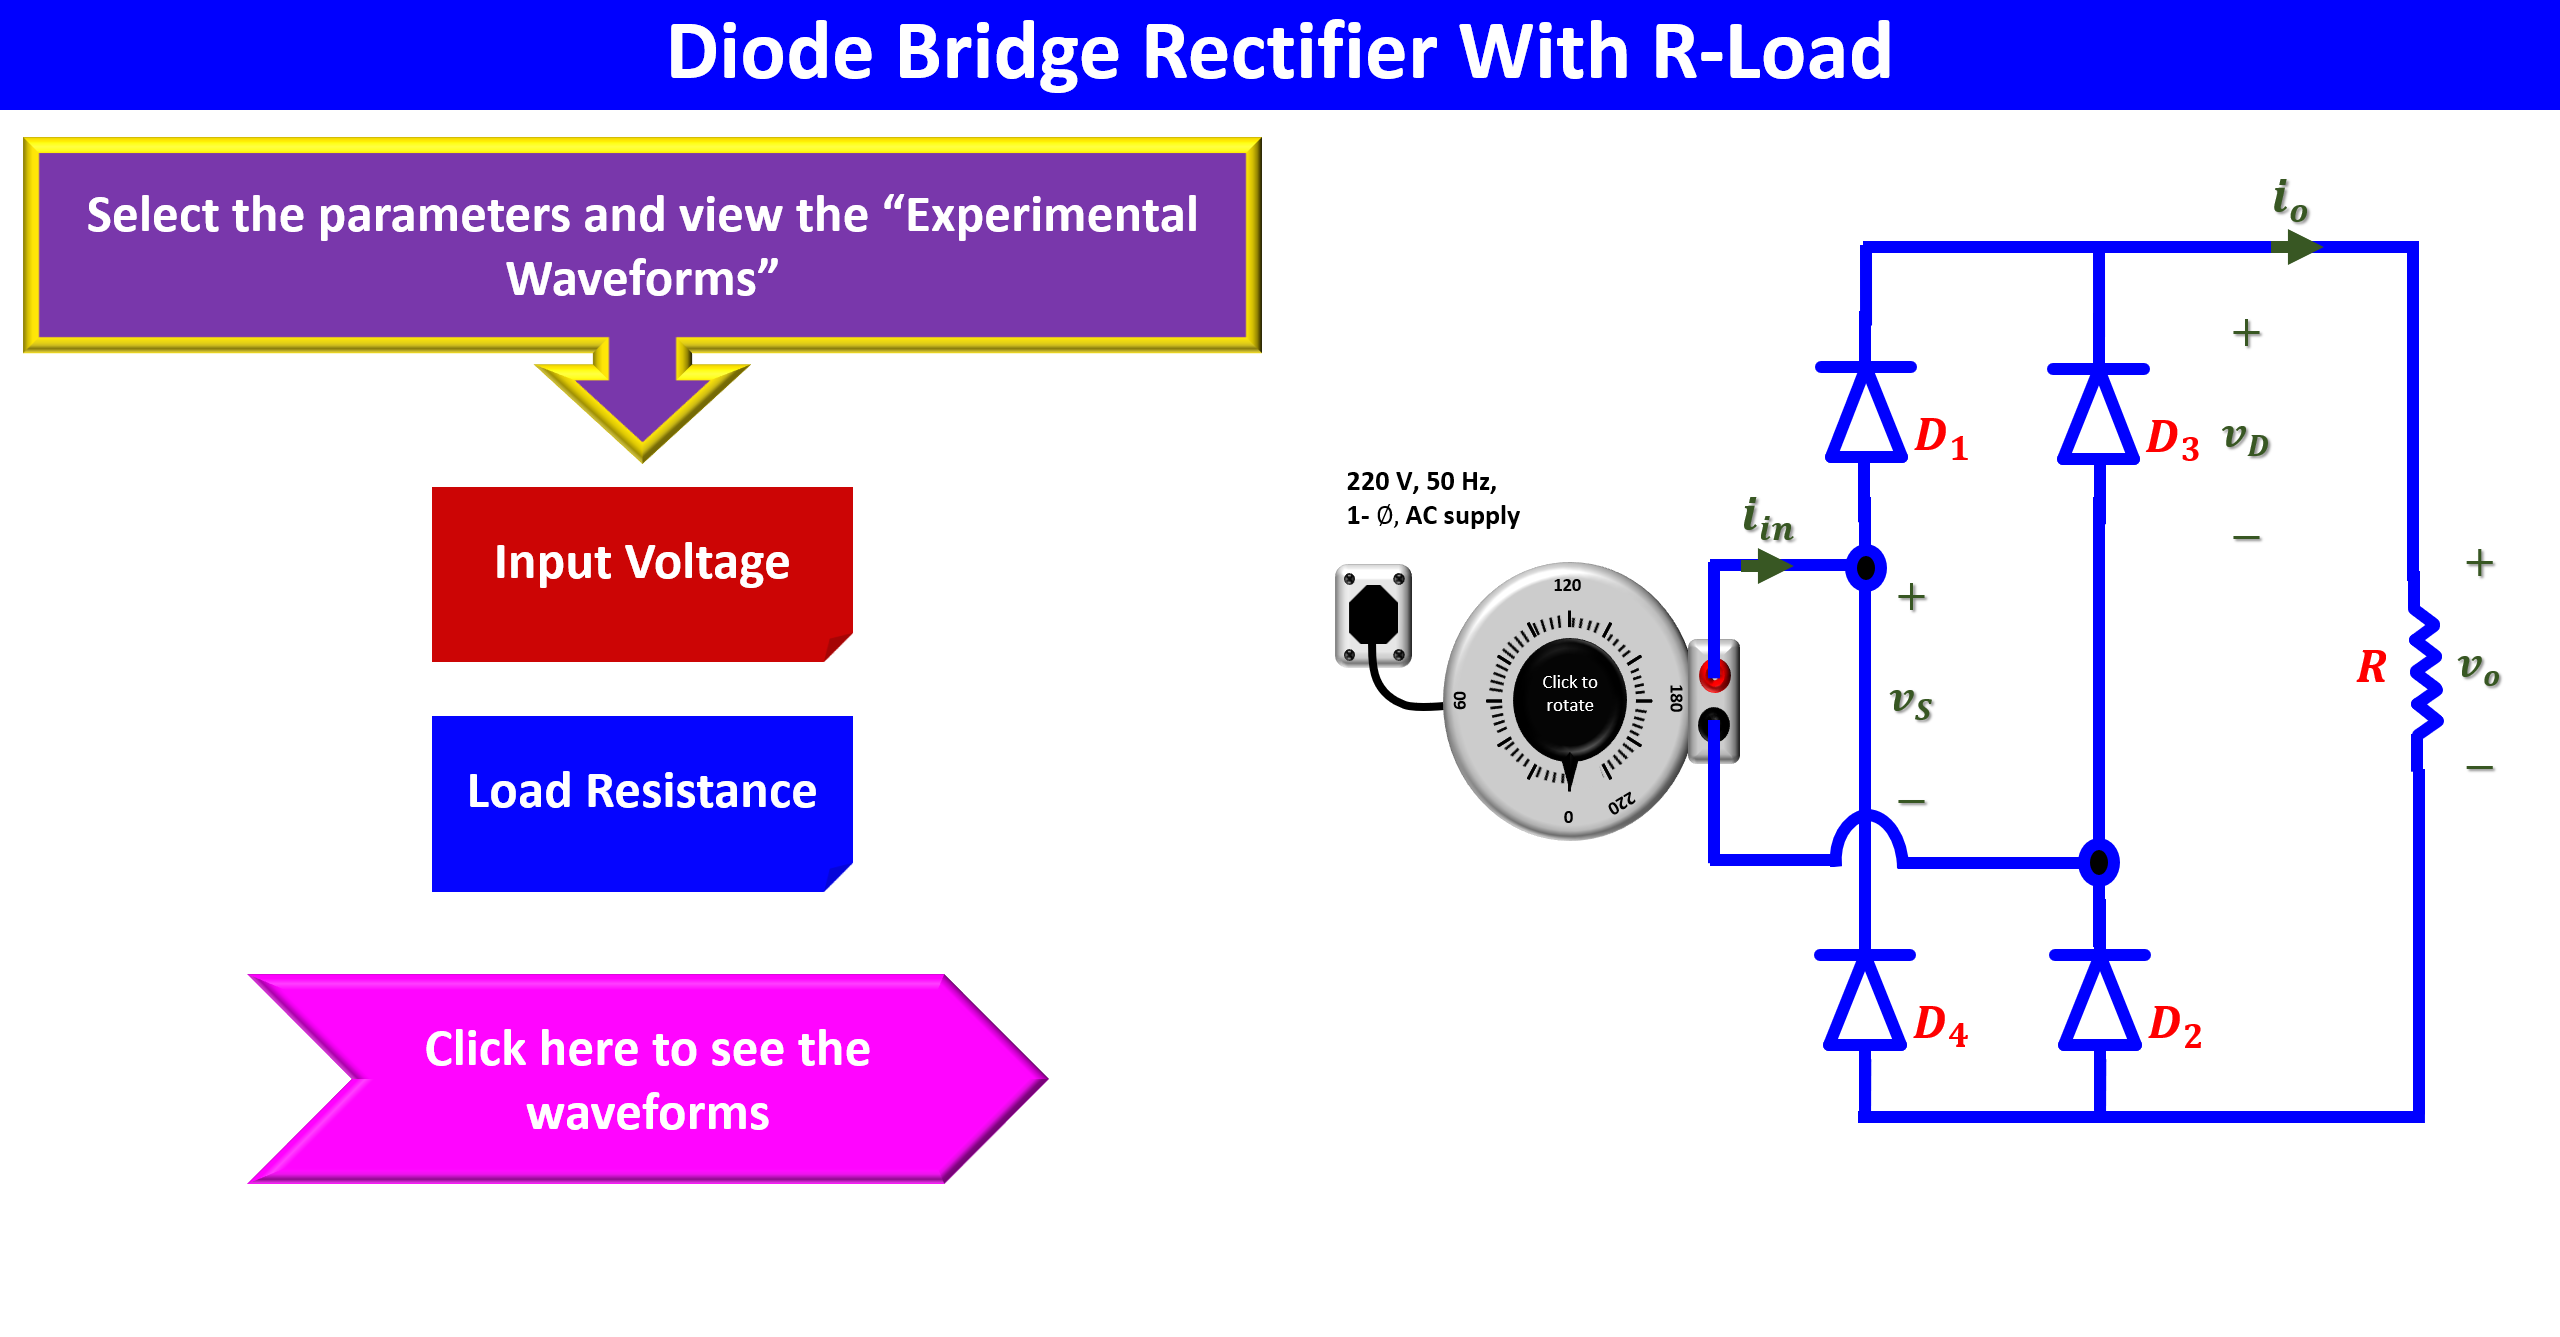 Diode Bridge Rectifier With R-Load
Select the parameters and view the “Experimental
Waveforms”
Input Voltage
Load Resistance
Click here to see the
waveforms
220 V, 50 Hz,
1- Ø, AC supply
120
60
180
0
220
Click to
rotate
i_in
i_o
D_1
D_3
+
v_D
−
+
v_S
−
R
+
v_o
−
D_4
D_2